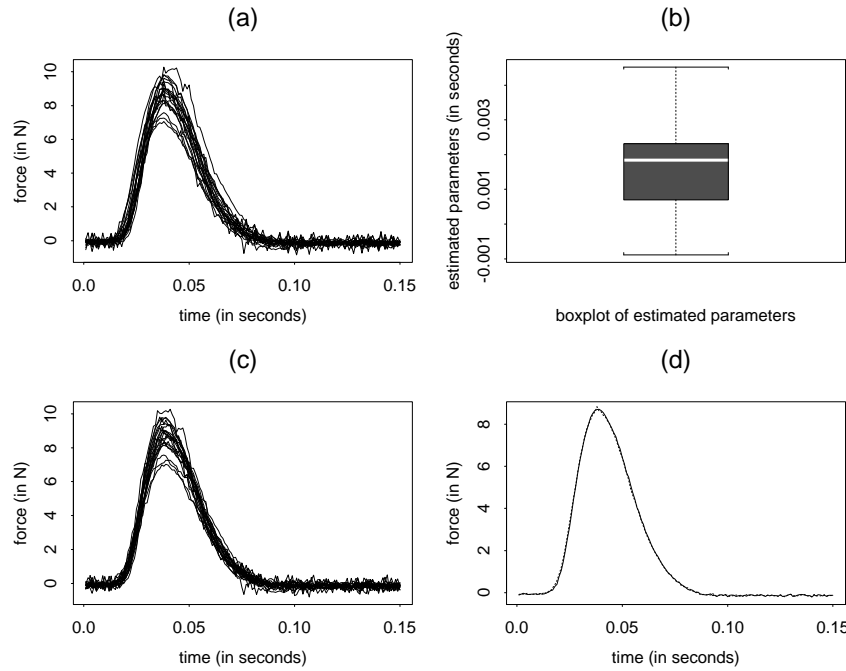 (a)
force (in N)
10
8
6
4
2
0
0.0 0.05 0.10 0.15
time (in seconds)
(b)
estimated parameters (in seconds)
0.003
0.001
-0.001
boxplot of estimated parameters
(c)
force (in N)
10
8
6
4
2
0
0.0 0.05 0.10 0.15
time (in seconds)
(d)
force (in N)
8
6
4
2
0
0.0 0.05 0.10 0.15
time (in seconds)